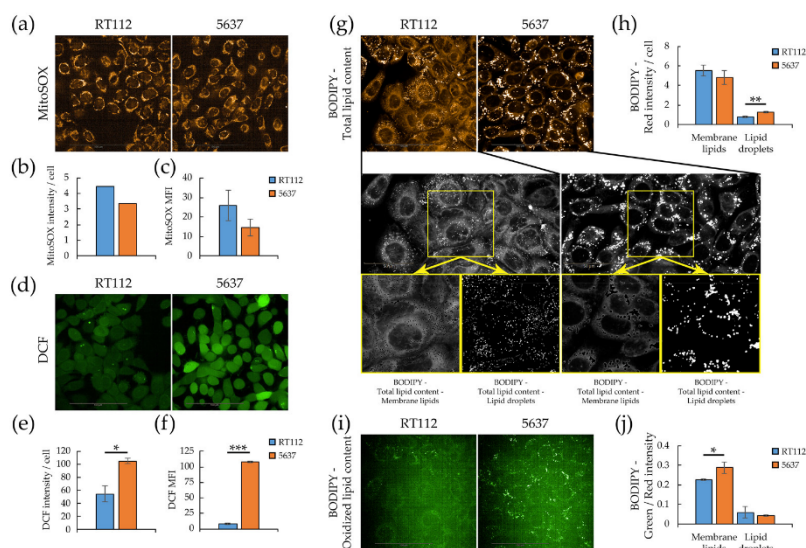 (a)
RT112
5637
MitoSOX
(b)
MitoSOX intensity / cell
5
4
3
2
1
0
(c)
MitoSOX MFI
40
30
20
10
0
RT112
5637
(d)
RT112
5637
DCF
(e)
DCF intensity / cell
120
100
80
60
40
20
0
*
(f)
DCF MFI
125
100
75
50
25
0
***
RT112
5637
(g)
RT112
5637
BODIPY -
Total lipid content
BODIPY -
Total lipid content -
Membrane lipids
BODIPY -
Total lipid content -
Lipid droplets
BODIPY -
Total lipid content -
Membrane lipids
BODIPY -
Total lipid content -
Lipid droplets
(h)
BODIPY -
Red intensity / cell
8
6
4
2
0
**
Membrane
lipids
Lipid
droplets
RT112
5637
(i)
RT112
5637
BODIPY -
Oxidized lipid content
(j)
BODIPY -
Green / Red intensity
0.4
0.3
0.2
0.1
0
*
Membrane
lipids
Lipid
droplets
RT112
5637